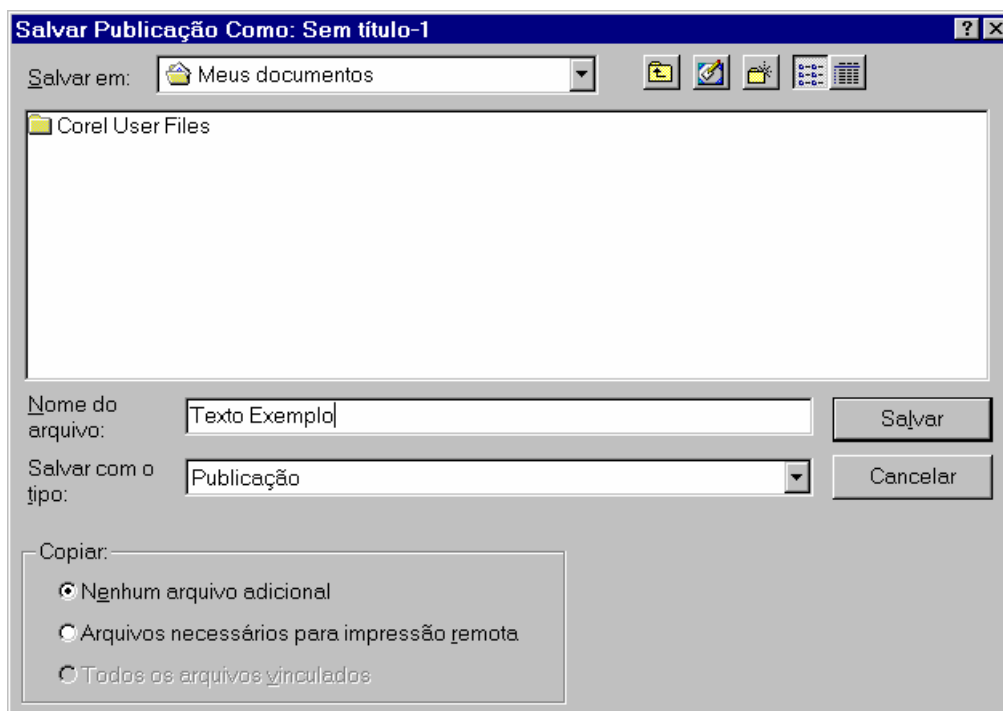 Salvar Publicação Como: Sem título-1
Salvar em: Meus documentos
Corel User Files
Nome do arquivo: Texto Exemplo
Salvar
Salvar com o tipo: Publicação
Cancelar
Copiar:
Nenhum arquivo adicional
Arquivos necessários para impressão remota
Todos os arquivos vinculados